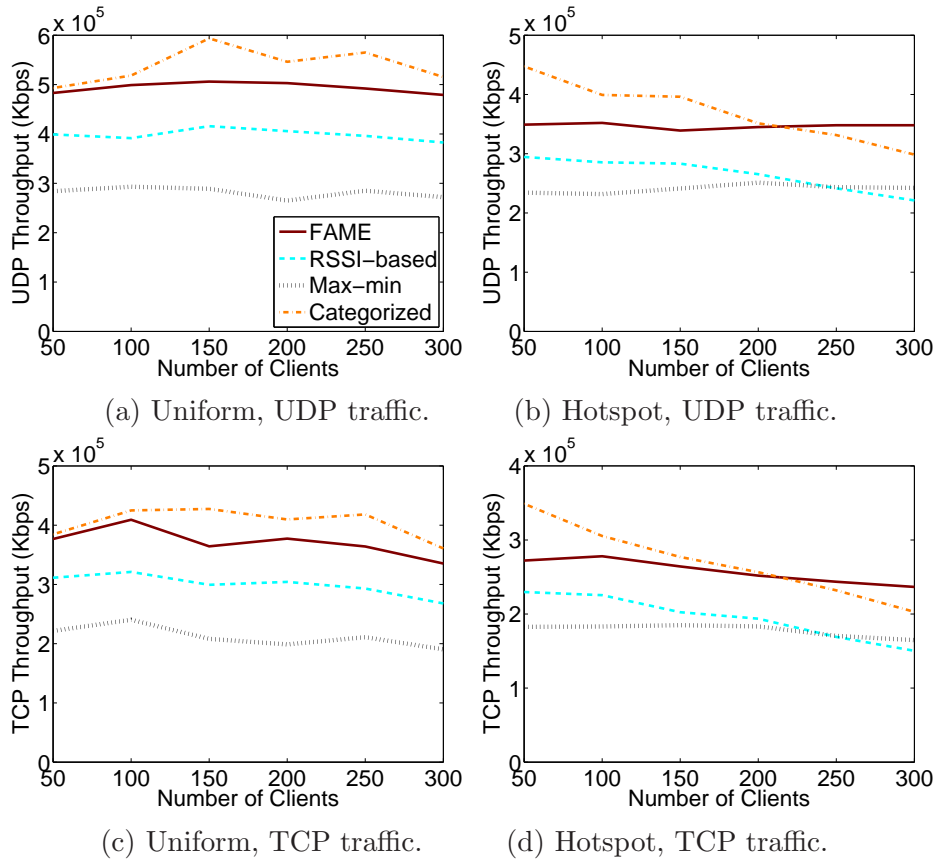 x 10^5
6
5
4
3
2
1
0
UDP Throughput (Kbps)
FAME
RSSI-based
Max-min
Categorized
50 100 150 200 250 300
Number of Clients
(a) Uniform, UDP traffic.
x 10^5
5
4
3
2
1
0
UDP Throughput (Kbps)
50 100 150 200 250 300
Number of Clients
(b) Hotspot, UDP traffic.
x 10^5
5
4
3
2
1
0
TCP Throughput (Kbps)
50 100 150 200 250 300
Number of Clients
(c) Uniform, TCP traffic.
x 10^5
4
3
2
1
0
TCP Throughput (Kbps)
50 100 150 200 250 300
Number of Clients
(d) Hotspot, TCP traffic.